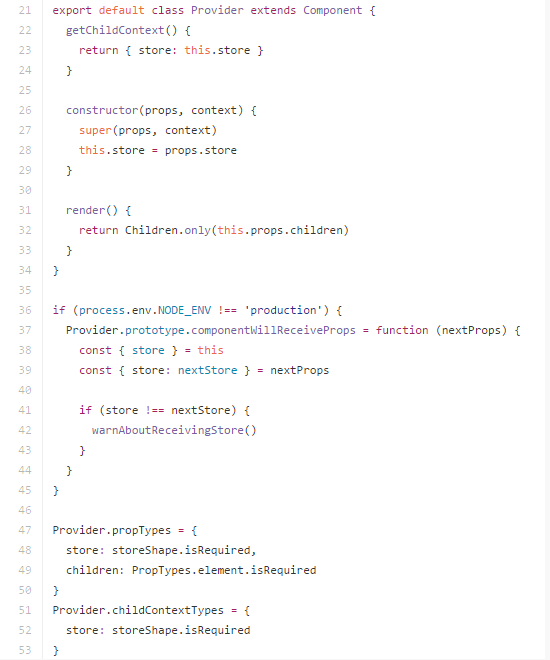 21 export default class Provider extends Component {
22   getChildContext() {
23     return { store: this.store }
24   }
25
26   constructor(props, context) {
27     super(props, context)
28     this.store = props.store
29   }
30
31   render() {
32     return Children.only(this.props.children)
33   }
34 }
35
36 if (process.env.NODE_ENV !== 'production') {
37   Provider.prototype.componentWillReceiveProps = function (nextProps) {
38     const { store } = this
39     const { store: nextStore } = nextProps
40
41     if (store !== nextStore) {
42       warnAboutReceivingStore()
43     }
44   }
45 }
46
47 Provider.propTypes = {
48   store: storeShape.isRequired,
49   children: PropTypes.element.isRequired
50 }
51 Provider.childContextTypes = {
52   store: storeShape.isRequired
53 }